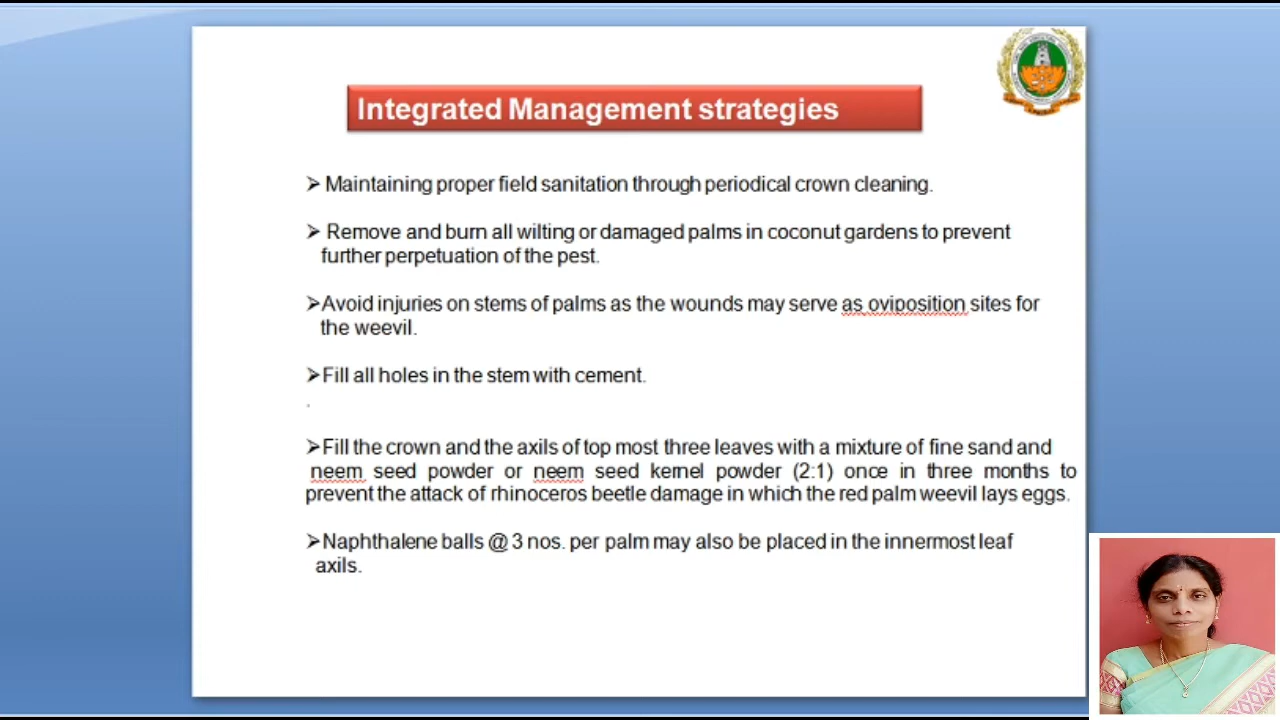 Integrated Management strategies
➢ Maintaining proper field sanitation through periodical crown cleaning.
➢ Remove and burn all wilting or damaged palms in coconut gardens to prevent
further perpetuation of the pest.
➢Avoid injuries on stems of palms as the wounds may serve as oviposition sites for
the weevil.
➢Fill all holes in the stem with cement.
.
➢Fill the crown and the axils of top most three leaves with a mixture of fine sand and
neem seed powder or neem seed kernel powder (2:1) once in three months to
prevent the attack of rhinoceros beetle damage in which the red palm weevil lays eggs.
➢Naphthalene balls @ 3 nos. per palm may also be placed in the innermost leaf
axils.